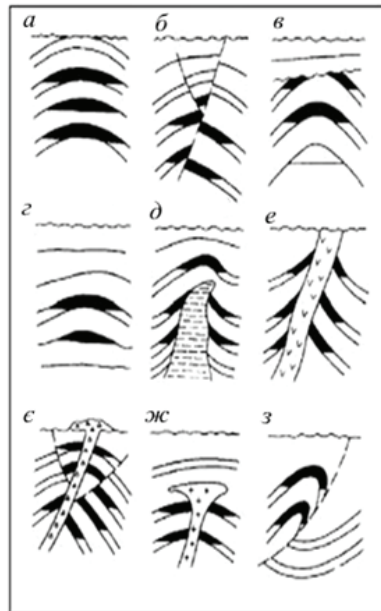 а б в
г д е
є ж з